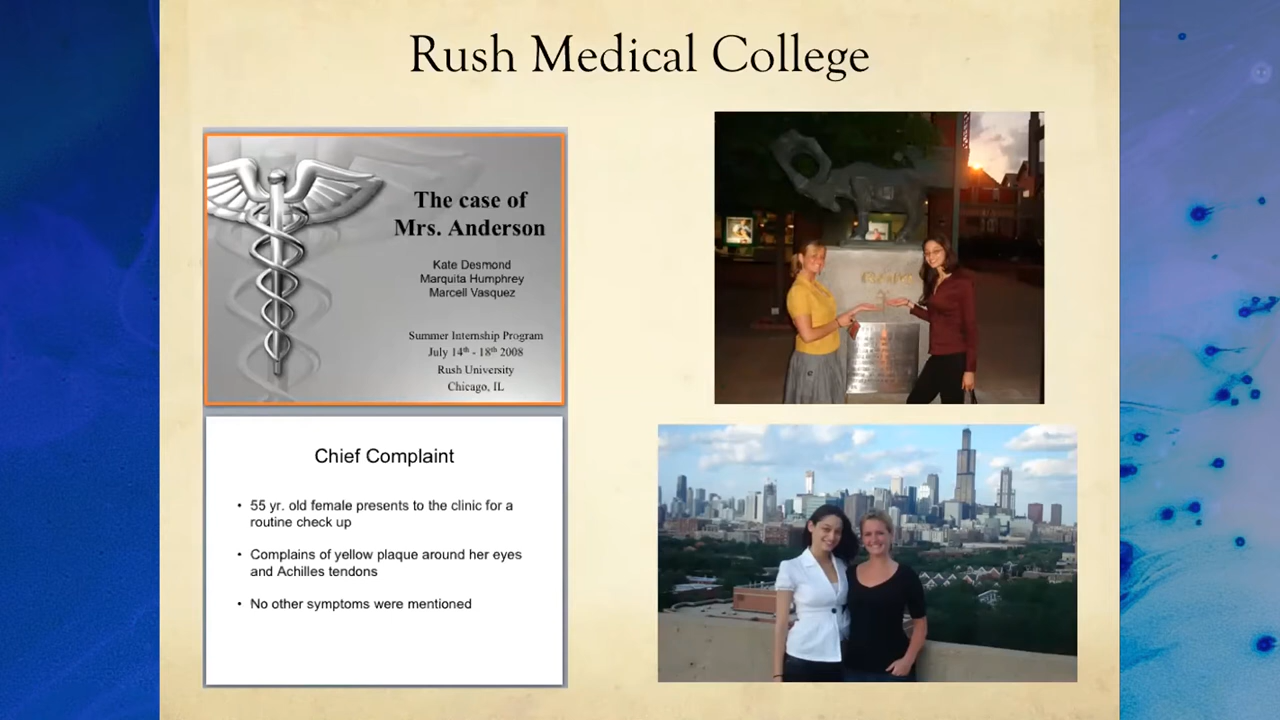 Rush Medical College
The case of
Mrs. Anderson
Kate Desmond
Marquita Humphrey
Marcell Vasquez
Summer Internship Program
July 14th - 18th 2008
Rush University
Chicago, IL
Chief Complaint
• 55 yr. old female presents to the clinic for a
routine check up
• Complains of yellow plaque around her eyes
and Achilles tendons
• No other symptoms were mentioned